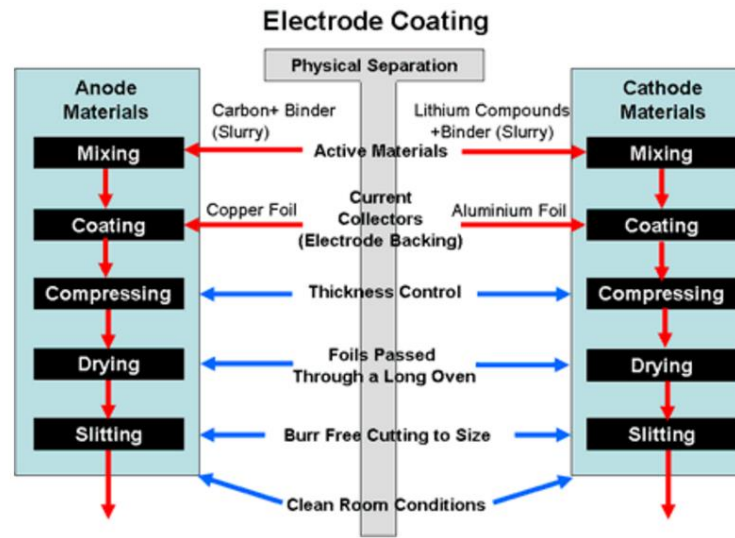 Electrode Coating
Physical Separation
Anode
Materials
Carbon+ Binder
(Slurry)
Mixing
Copper Foil
Coating
Compressing
Drying
Slitting
Active Materials
Current
Collectors
(Electrode Backing)
Thickness Control
Foils Passed
Through a Long Oven
Burr Free Cutting to Size
Clean Room Conditions
Cathode
Materials
Lithium Compounds
+Binder (Slurry)
Mixing
Aluminium Foil
Coating
Compressing
Drying
Slitting